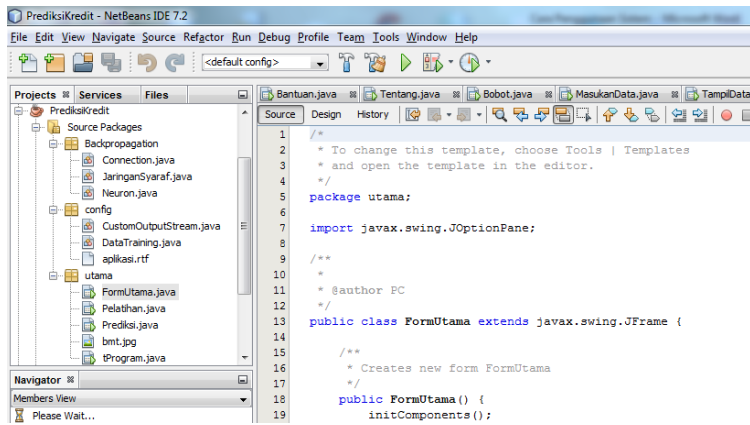 PrediksiKredit - NetBeans IDE 7.2
File Edit View Navigate Source Refactor Run Debug Profile Team Tools Window Help
<default config>
Projects Services Files
PrediksiKredit
Source Packages
Backpropagation
Connection.java
JaringanSyaraf.java
Neuron.java
config
CustomOutputStream.java
DataTraining.java
aplikasi.rtf
utama
FormUtama.java
Pelatihan.java
Prediksi.java
bmt.jpg
tProgram.java
Navigator
Members View
Please Wait...
Bantuan.java Tentang.java Bobot.java MasukanData.java TampilData
Source Design History
1 /*
2 * To change this template, choose Tools | Templates
3 * and open the template in the editor.
4 */
5 package utama;
6
7 import javax.swing.JOptionPane;
8
9 /**
10 *
11 * @author PC
12 */
13 public class FormUtama extends javax.swing.JFrame {
14
15 /**
16 * Creates new form FormUtama
17 */
18 public FormUtama() {
19 initComponents();